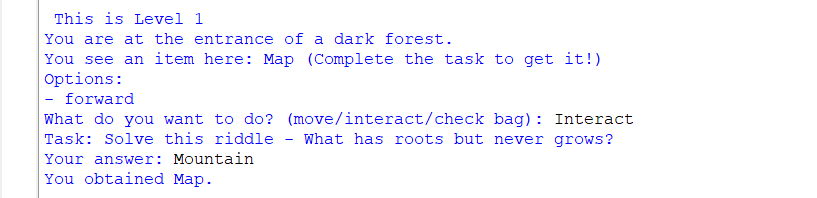 This is Level 1
You are at the entrance of a dark forest.
You see an item here: Map (Complete the task to get it!)
Options:
- forward
What do you want to do? (move/interact/check bag): Interact
Task: Solve this riddle - What has roots but never grows?
Your answer: Mountain
You obtained Map.